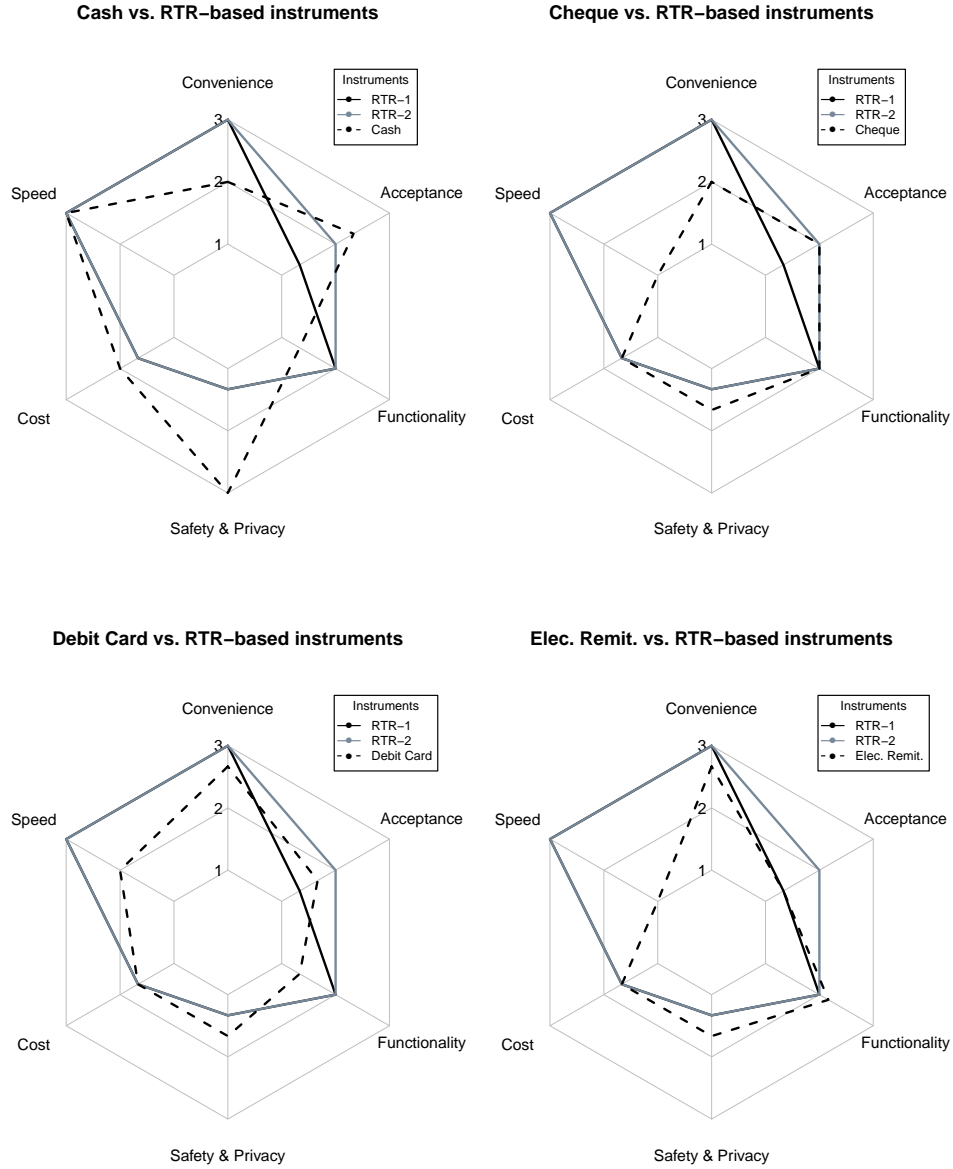 Cash vs. RTR−based instruments
Convenience
Instruments
RTR−1
RTR−2
Cash
3
Speed
2
Acceptance
1
Cost
Functionality
Safety & Privacy
Cheque vs. RTR−based instruments
Convenience
Instruments
RTR−1
RTR−2
Cheque
3
Speed
2
Acceptance
1
Cost
Functionality
Safety & Privacy
Debit Card vs. RTR−based instruments
Convenience
Instruments
RTR−1
RTR−2
Debit Card
3
Speed
2
Acceptance
1
Cost
Functionality
Safety & Privacy
Elec. Remit. vs. RTR−based instruments
Convenience
Instruments
RTR−1
RTR−2
Elec. Remit.
3
Speed
2
Acceptance
1
Cost
Functionality
Safety & Privacy